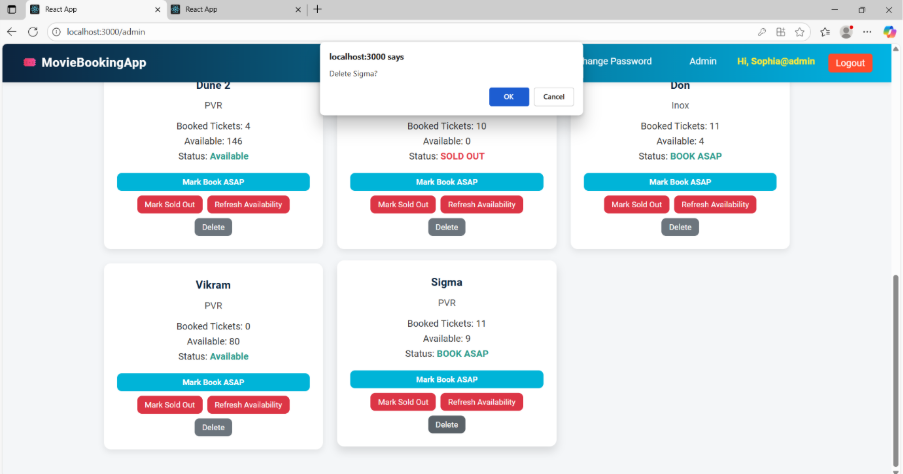 React App
React App
localhost:3000/admin
MovieBookingApp
localhost:3000 says
Delete Sigma?
OK
Cancel
hange Password
Admin
Hi, Sophia@admin
Logout
Dune 2
PVR
Booked Tickets: 4
Available: 146
Status: Available
Mark Book ASAP
Mark Sold Out
Refresh Availability
Delete
Booked Tickets: 10
Available: 0
Status: SOLD OUT
Mark Book ASAP
Mark Sold Out
Refresh Availability
Delete
Don
Inox
Booked Tickets: 11
Available: 4
Status: BOOK ASAP
Mark Book ASAP
Mark Sold Out
Refresh Availability
Delete
Vikram
PVR
Booked Tickets: 0
Available: 80
Status: Available
Mark Book ASAP
Mark Sold Out
Refresh Availability
Delete
Sigma
PVR
Booked Tickets: 11
Available: 9
Status: BOOK ASAP
Mark Book ASAP
Mark Sold Out
Refresh Availability
Delete